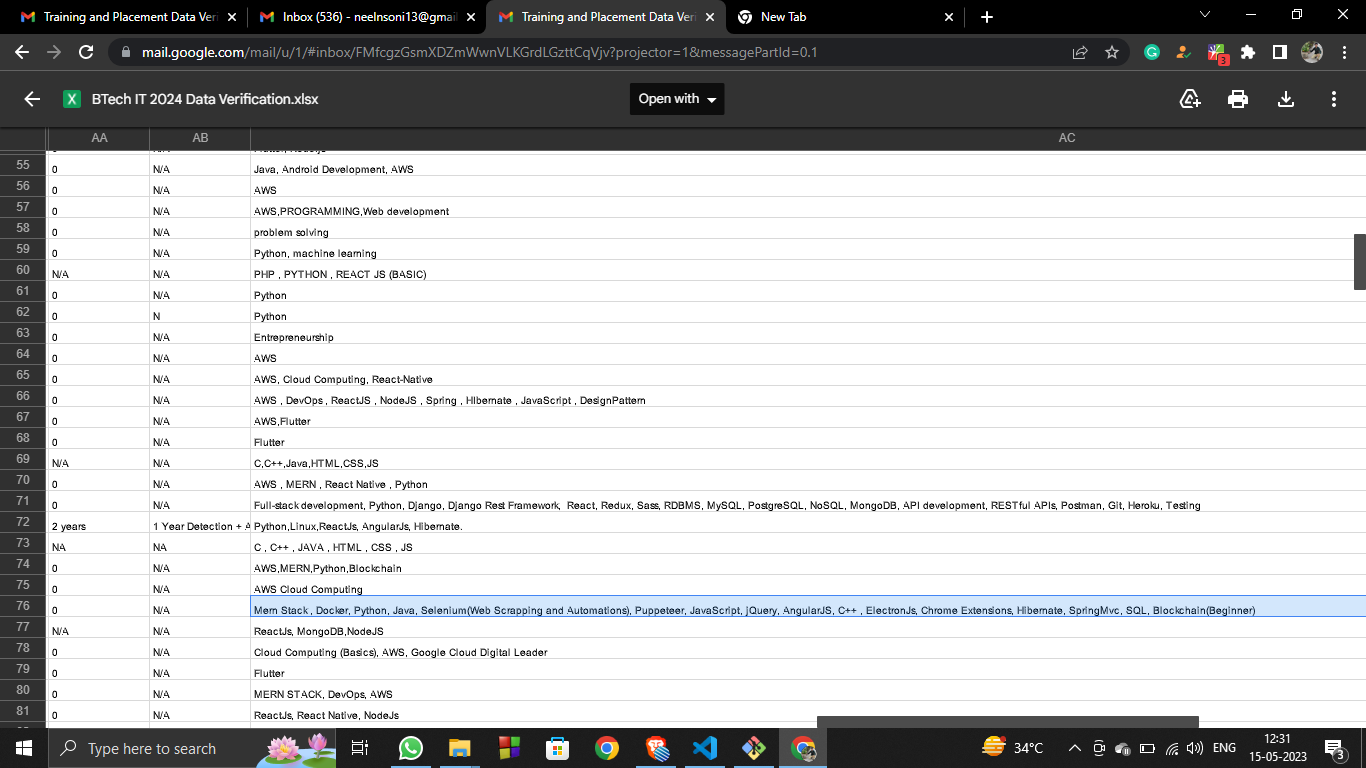 Training and Placement Data Veri
Inbox (536) - neelnsoni13@gmail
Training and Placement Data Veri
New Tab
mail.google.com/mail/u/1/#inbox/FMfcgzGsmXDZmWwnVLKGrdLGzttCqVjv?projector=1&messagePartId=0.1
3
X BTech IT 2024 Data Verification.xlsx
Open with
AA AB AC
55 0 N/A Java, Android Development, AWS
56 0 N/A AWS
57 0 N/A AWS,PROGRAMMING,Web development
58 0 N/A problem solving
59 0 N/A Python, machine learning
60 N/A N/A PHP , PYTHON , REACT JS (BASIC)
61 0 N/A Python
62 0 N Python
63 0 N/A Entrepreneurship
64 0 N/A AWS
65 0 N/A AWS, Cloud Computing, React-Native
66 0 N/A AWS , DevOps , ReactJS , NodeJS , Spring , Hibernate , JavaScript , DesignPattern
67 0 N/A AWS,Flutter
68 0 N/A Flutter
69 N/A N/A C,C++,Java,HTML,CSS,JS
70 0 N/A AWS , MERN , React Native , Python
71 0 N/A Full-stack development, Python, Django, Django Rest Framework, React, Redux, Sass, RDBMS, MySQL, PostgreSQL, NoSQL, MongoDB, API development, RESTful APIs, Postman, Git, Heroku, Testing
72 2 years 1 Year Detection + A Python,Linux,ReactJs, AngularJs, Hibernate.
73 NA NA C , C++ , JAVA , HTML , CSS , JS
74 0 N/A AWS,MERN,Python,Blockchain
75 0 N/A AWS Cloud Computing
76 0 N/A Mern Stack , Docker, Python, Java, Selenium(Web Scrapping and Automations), Puppeteer, JavaScript, jQuery, AngularJS, C++ , ElectronJs, Chrome Extensions, Hibernate, SpringMvc, SQL, Blockchain(Beginner)
77 N/A N/A ReactJs, MongoDB,NodeJS
78 0 N/A Cloud Computing (Basics), AWS, Google Cloud Digital Leader
79 0 N/A Flutter
80 0 N/A MERN STACK, DevOps, AWS
81 0 N/A ReactJs, React Native, NodeJs
Type here to search
34°C
ENG
12:31
15-05-2023
3